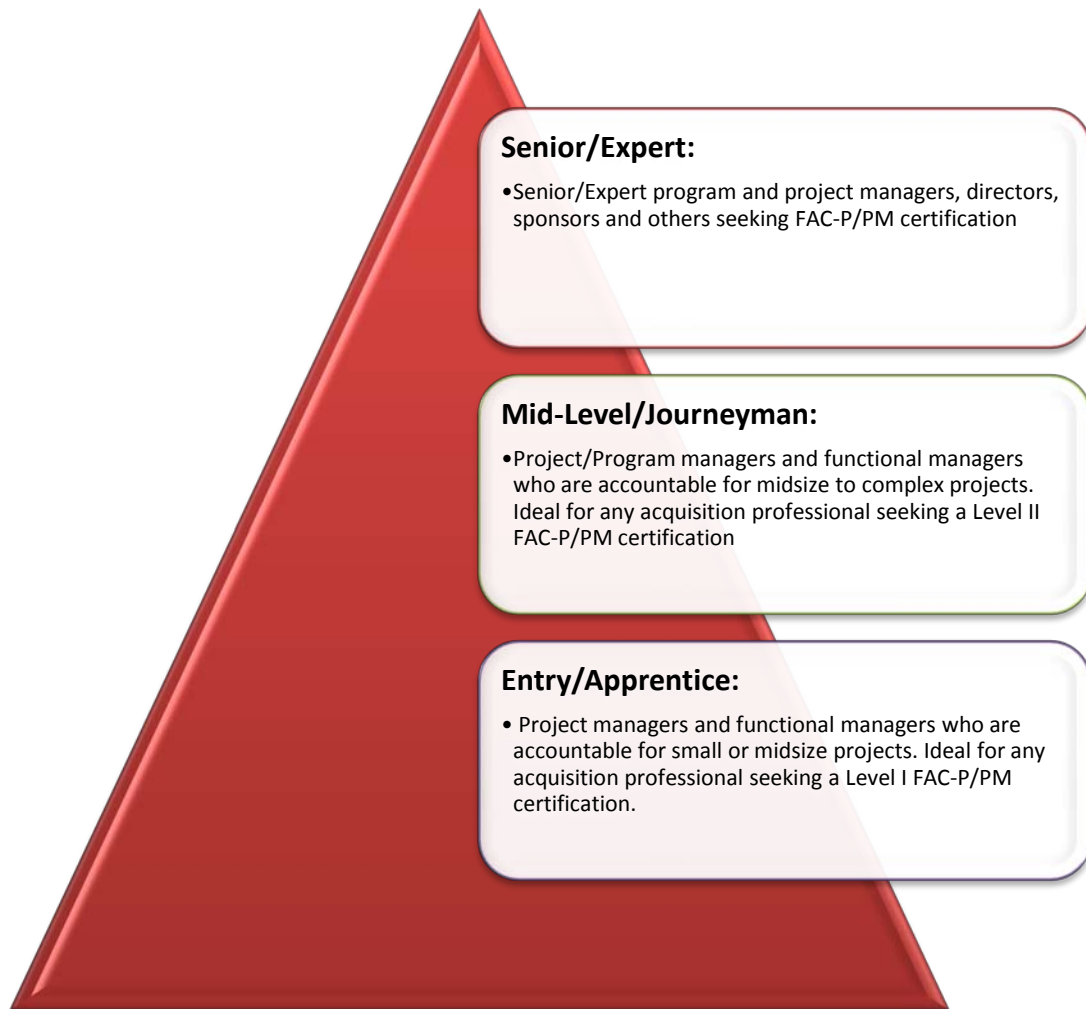 Senior/Expert:
•Senior/Expert program and project managers, directors,
sponsors and others seeking FAC-P/PM certification
Mid-Level/Journeyman:
•Project/Program managers and functional managers
who are accountable for midsize to complex projects.
Ideal for any acquisition professional seeking a Level II
FAC-P/PM certification
Entry/Apprentice:
• Project managers and functional managers who are
accountable for small or midsize projects. Ideal for any
acquisition professional seeking a Level I FAC-P/PM
certification.